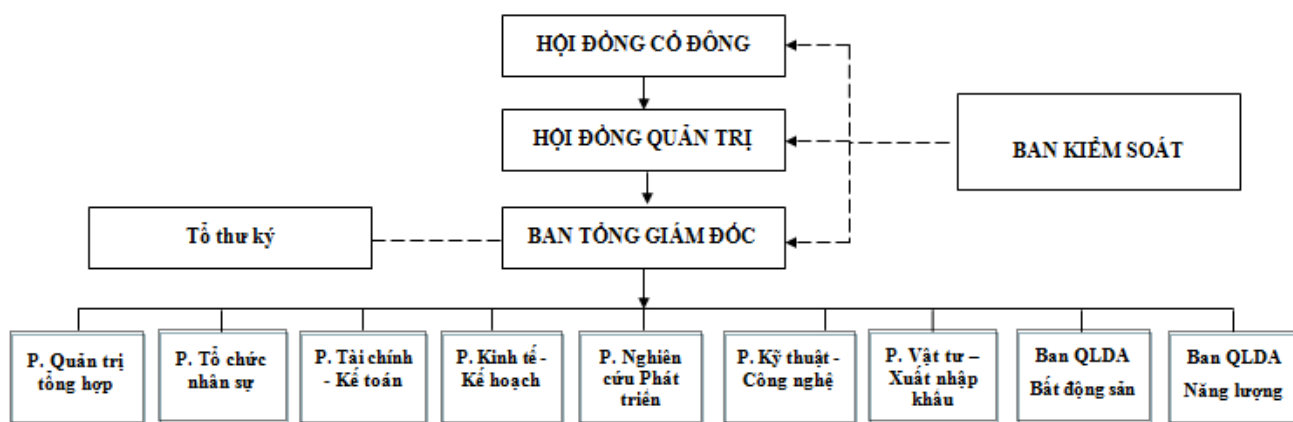 HỘI ĐỒNG CỔ ĐÔNG
HỘI ĐỒNG QUẢN TRỊ
BAN KIỂM SOÁT
Tổ thư ký
BAN TỔNG GIÁM ĐỐC
P. Quản trị
tổng hợp
P. Tổ chức
nhân sự
P. Tài chính
- Kế toán
P. Kinh tế -
Kế hoạch
P. Nghiên
cứu Phát
triển
P. Kỹ thuật -
Công nghệ
P. Vật tư –
Xuất nhập
khẩu
Ban QLDA
Bất động sản
Ban QLDA
Năng lượng